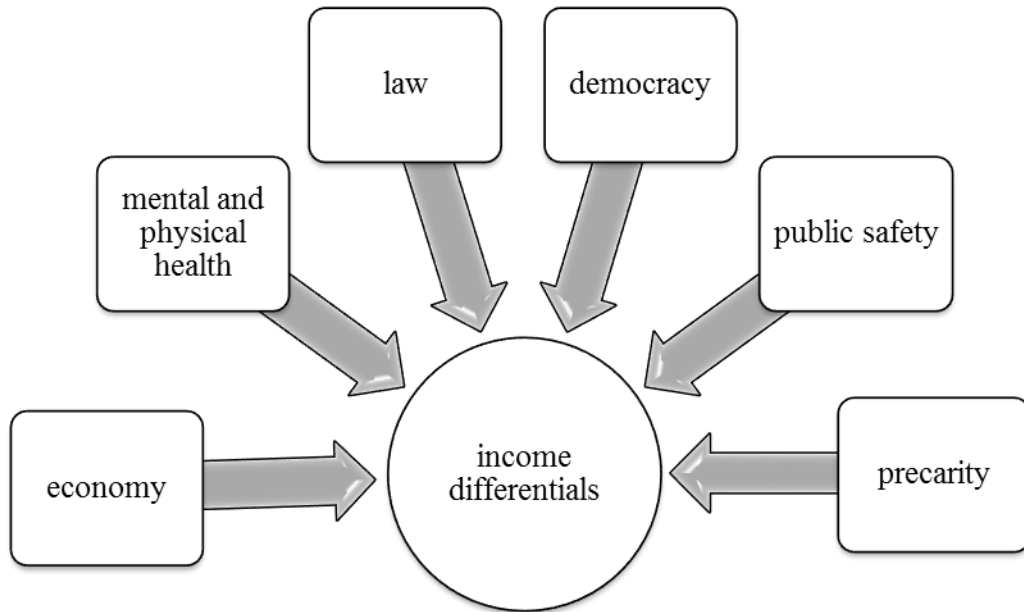 law
democracy
mental and
physical
health
public safety
economy
income
differentials
precarity